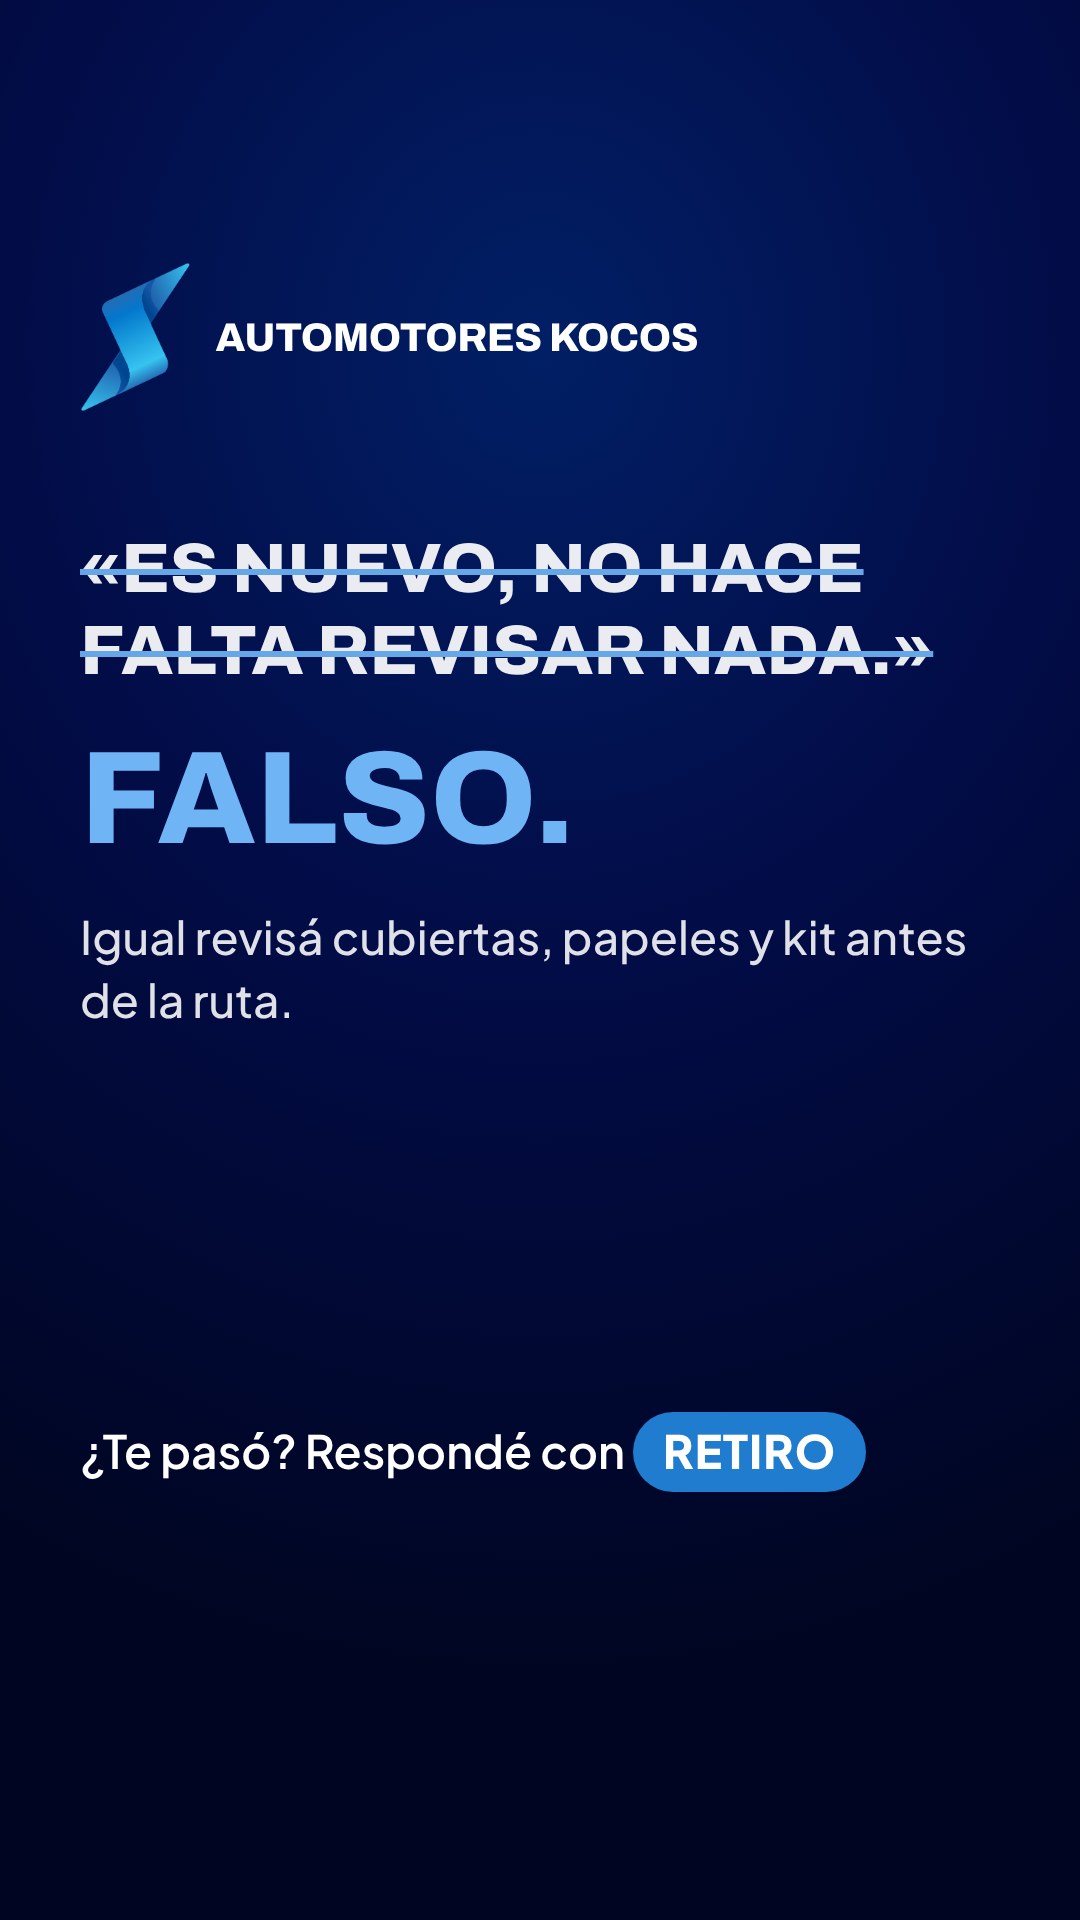 AUTOMOTORES KOCOS
«ES NUEVO, NO HACE
FALTA REVISAR NADA.»
FALSO.
Igual revisá cubiertas, papeles y kit antes
de la ruta.
¿Te pasó? Respondé con RETIRO